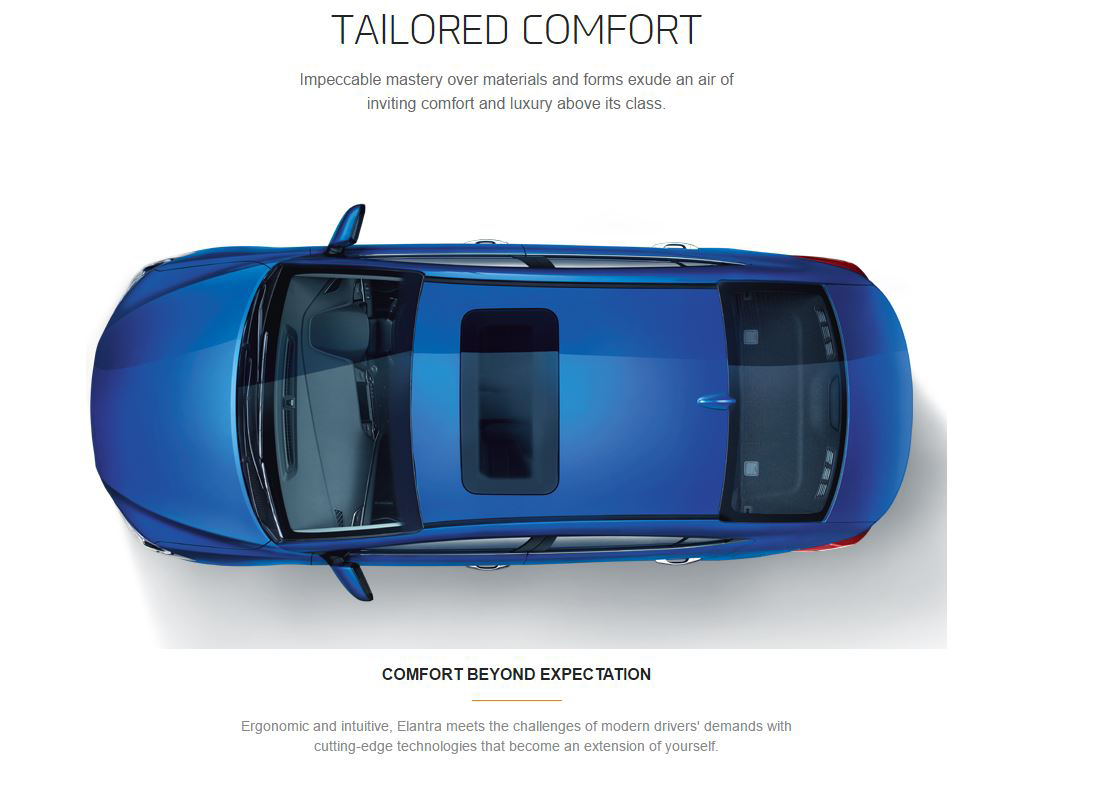 TAILORED COMFORT
Impeccable mastery over materials and forms exude an air of
inviting comfort and luxury above its class.
COMFORT BEYOND EXPECTATION
Ergonomic and intuitive, Elantra meets the challenges of modern drivers' demands with
cutting-edge technologies that become an extension of yourself.